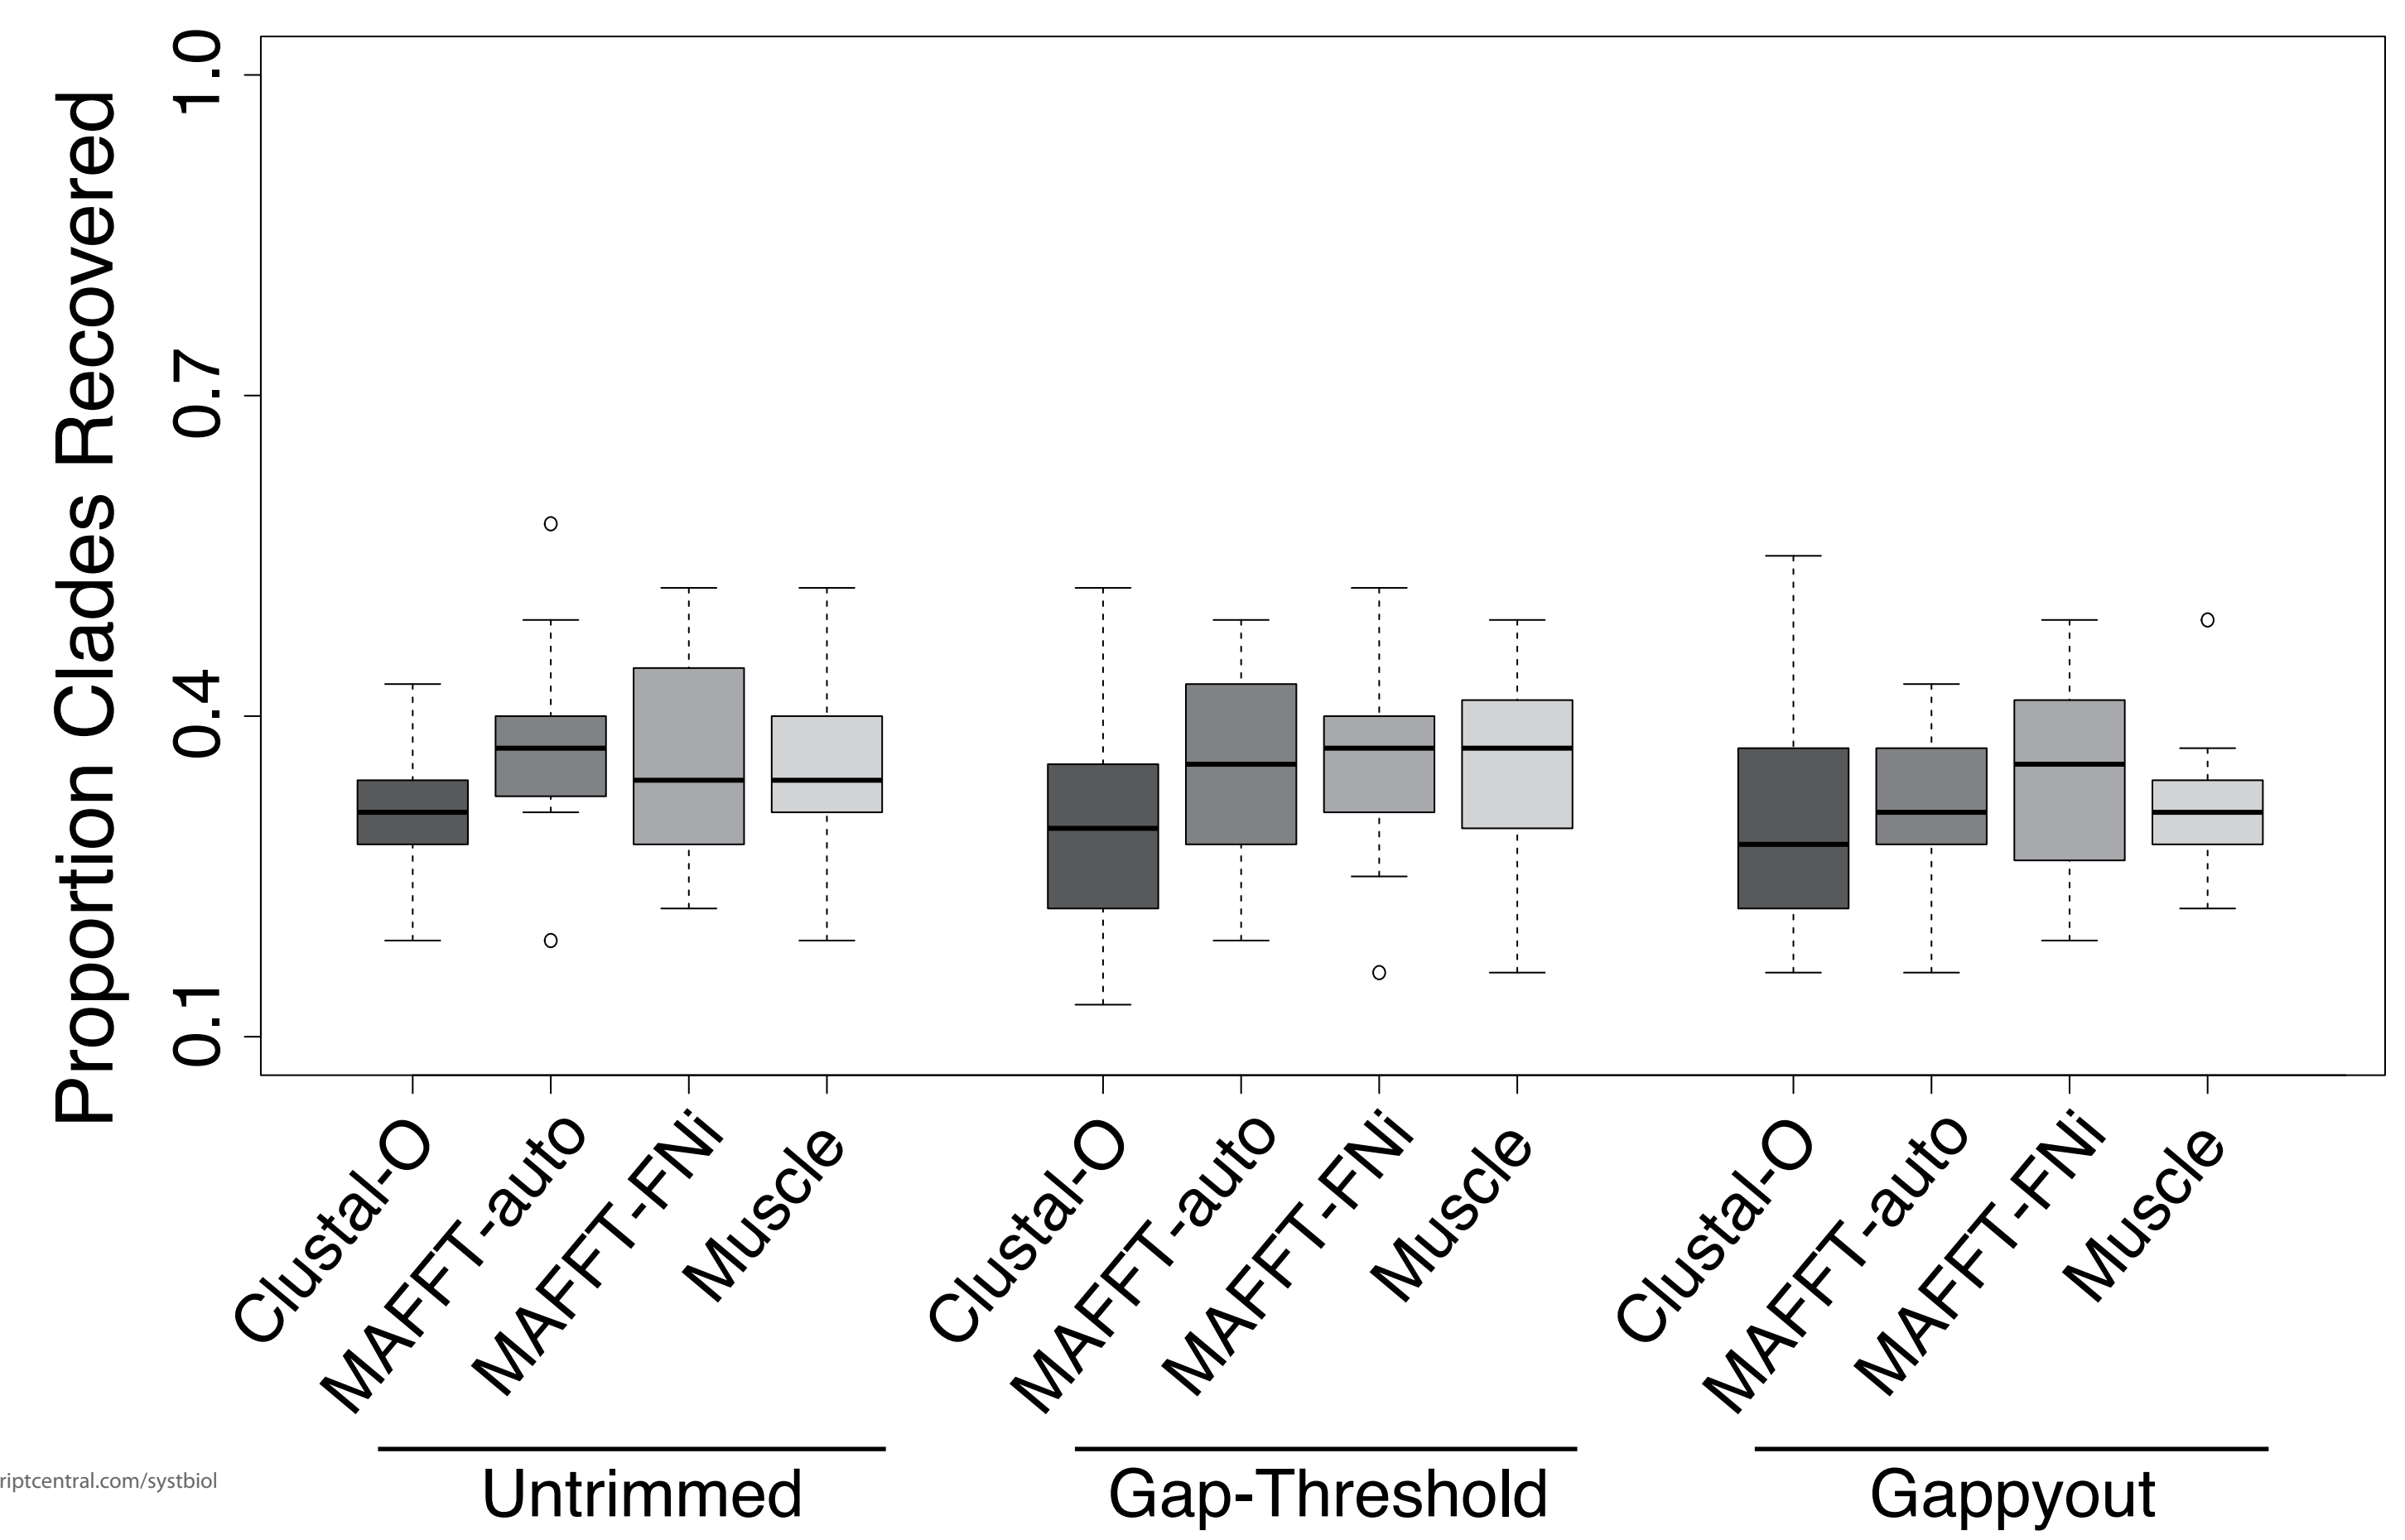 Proportion Clades Recovered
1.0
0.7
0.4
0.1
Clustal-O
MAFFT-auto
MAFFT-FNi
Muscle
Clustal-O
MAFFT-auto
MAFFT-FNi
Muscle
Clustal-O
MAFFT-auto
MAFFT-FNi
Muscle
Untrimmed
Gap-Threshold
Gappyout
riptcentral.com/systbiol